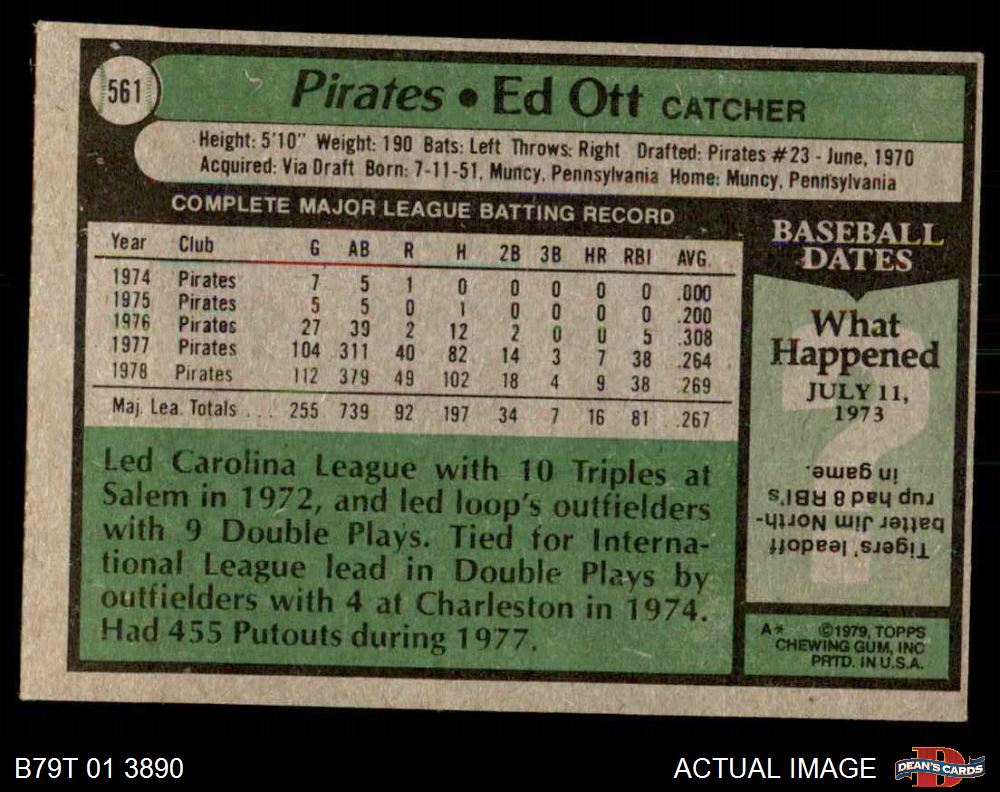 561
Pirates • Ed Ott CATCHER
Height: 5'10" Weight: 190 Bats: Left Throws: Right Drafted: Pirates #23 - June, 1970
Acquired: Via Draft Born: 7-11-51, Muncy, Pennsylvania Home: Muncy, Pennsylvania
COMPLETE MAJOR LEAGUE BATTING RECORD
Year Club G AB R H 2B 3B HR RBI AVG.
1974 Pirates 7 5 1 0 0 0 0 0 .000
1975 Pirates 5 5 0 1 0 0 0 0 .200
1976 Pirates 27 39 2 12 2 0 0 5 .308
1977 Pirates 104 311 40 82 14 3 7 38 .264
1978 Pirates 112 379 49 102 18 4 9 38 .269
Maj. Lea. Totals ... 255 739 92 197 34 7 16 81 .267
Led Carolina League with 10 Triples at
Salem in 1972, and led loop's outfielders
with 9 Double Plays. Tied for Interna-
tional League lead in Double Plays by
outfielders with 4 at Charleston in 1974.
Had 455 Putouts during 1977.
BASEBALL
DATES
What
Happened
JULY 11,
1973
?
Tigers' leadoff
batter Jim North-
rup had 8 RBI's
in game.
A* ©1979, TOPPS
CHEWING GUM, INC
PRTD. IN U.S.A.
B79T 01 3890
ACTUAL IMAGE
D
DEAN'S CARDS